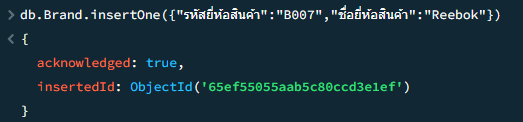 > db.Brand.insertOne({"รหัสยี่ห้อสินค้า":"B007","ชื่อยี่ห้อสินค้า":"Reebok"})
< {
acknowledged: true,
insertedId: ObjectId('65ef55055aab5c80ccd3e1ef')
}